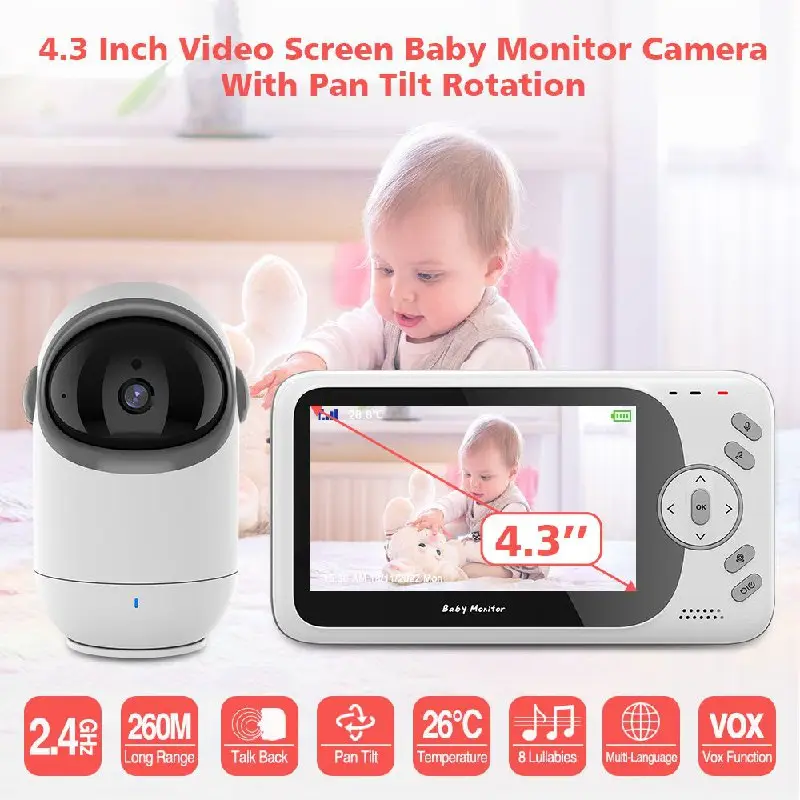 4.3 Inch Video Screen Baby Monitor Camera
With Pan Tilt Rotation
4.3’’
Baby Monitor
OK
2.4GHz
260M
Long Range
Talk Back
Pan Tilt
26°C
Temperature
8 Lullabies
Multi-Language
VOX
Vox Function